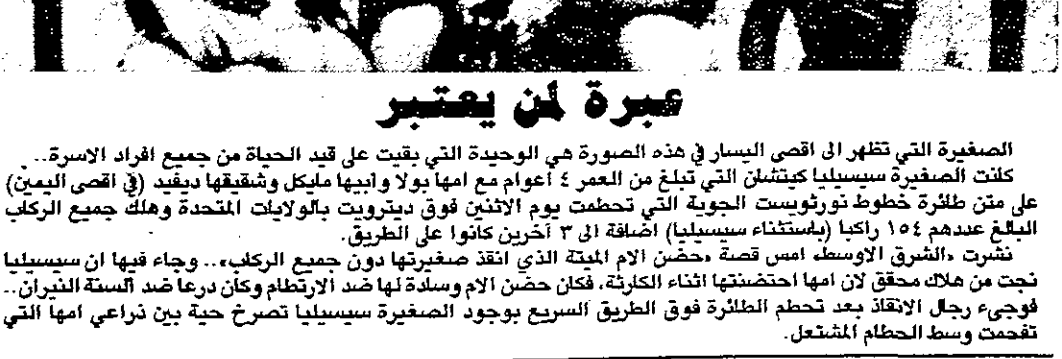 عبرة لمن يعتبر
الصغيرة التي تظهر الى اقصى اليسار في هذه الصورة هي الوحيدة التي بقيت على قيد الحياة من جميع افراد الاسرة..
كانت الصغيرة سيسيليا كيتشان التي تبلغ من العمر ٤ أعوام مع امها بولا وابيها مايكل وشقيقها ديفيد (في اقصى اليمين)
على متن طائرة خطوط نورثويست الجوية التي تحطمت يوم الاثنين فوق ديترويت بالولايات المتحدة وهلك جميع الركاب
البالغ عددهم ١٥٤ راكبا (باستثناء سيسيليا) اضافة الى ٣ آخرين كانوا على الطريق.
نشرت «الشرق الاوسط» امس قصة «حضن الام الميتة الذي انقذ صغيرتها دون جميع الركاب».. وجاء فيها ان سيسيليا
نجت من هلاك محقق لان امها احتضنتها اثناء الكارثة، فكان حضن الام وسادة لها ضد الارتطام وكان درعا ضد السنة النيران..
فوجىء رجال الانقاذ بعد تحطم الطائرة فوق الطريق السريع بوجود الصغيرة سيسيليا تصرخ حية بين ذراعي امها التي
تفحمت وسط الحطام المشتعل.